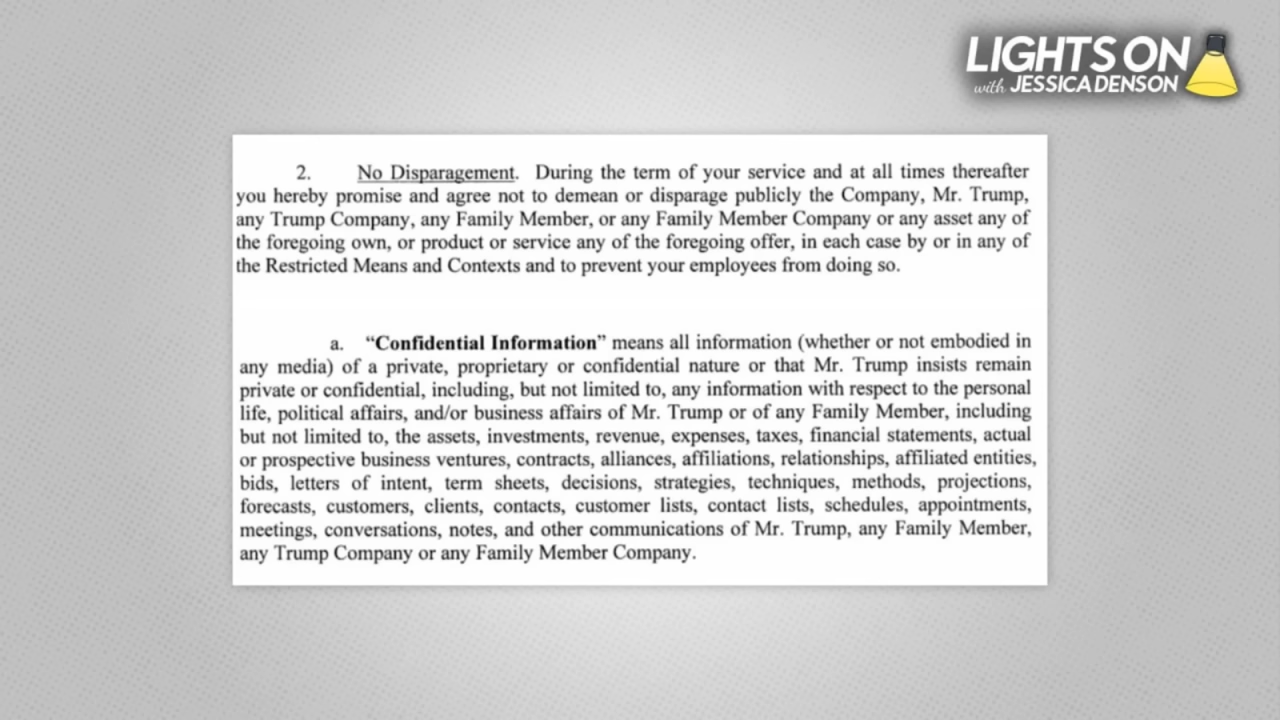 LIGHTS ON
with JESSICA DENSON
2. No Disparagement. During the term of your service and at all times thereafter
you hereby promise and agree not to demean or disparage publicly the Company, Mr. Trump,
any Trump Company, any Family Member, or any Family Member Company or any asset any of
the foregoing own, or product or service any of the foregoing offer, in each case by or in any of
the Restricted Means and Contexts and to prevent your employees from doing so.
a. “Confidential Information” means all information (whether or not embodied in
any media) of a private, proprietary or confidential nature or that Mr. Trump insists remain
private or confidential, including, but not limited to, any information with respect to the personal
life, political affairs, and/or business affairs of Mr. Trump or of any Family Member, including
but not limited to, the assets, investments, revenue, expenses, taxes, financial statements, actual
or prospective business ventures, contracts, alliances, affiliations, relationships, affiliated entities,
bids, letters of intent, term sheets, decisions, strategies, techniques, methods, projections,
forecasts, customers, clients, contacts, customer lists, contact lists, schedules, appointments,
meetings, conversations, notes, and other communications of Mr. Trump, any Family Member,
any Trump Company or any Family Member Company.